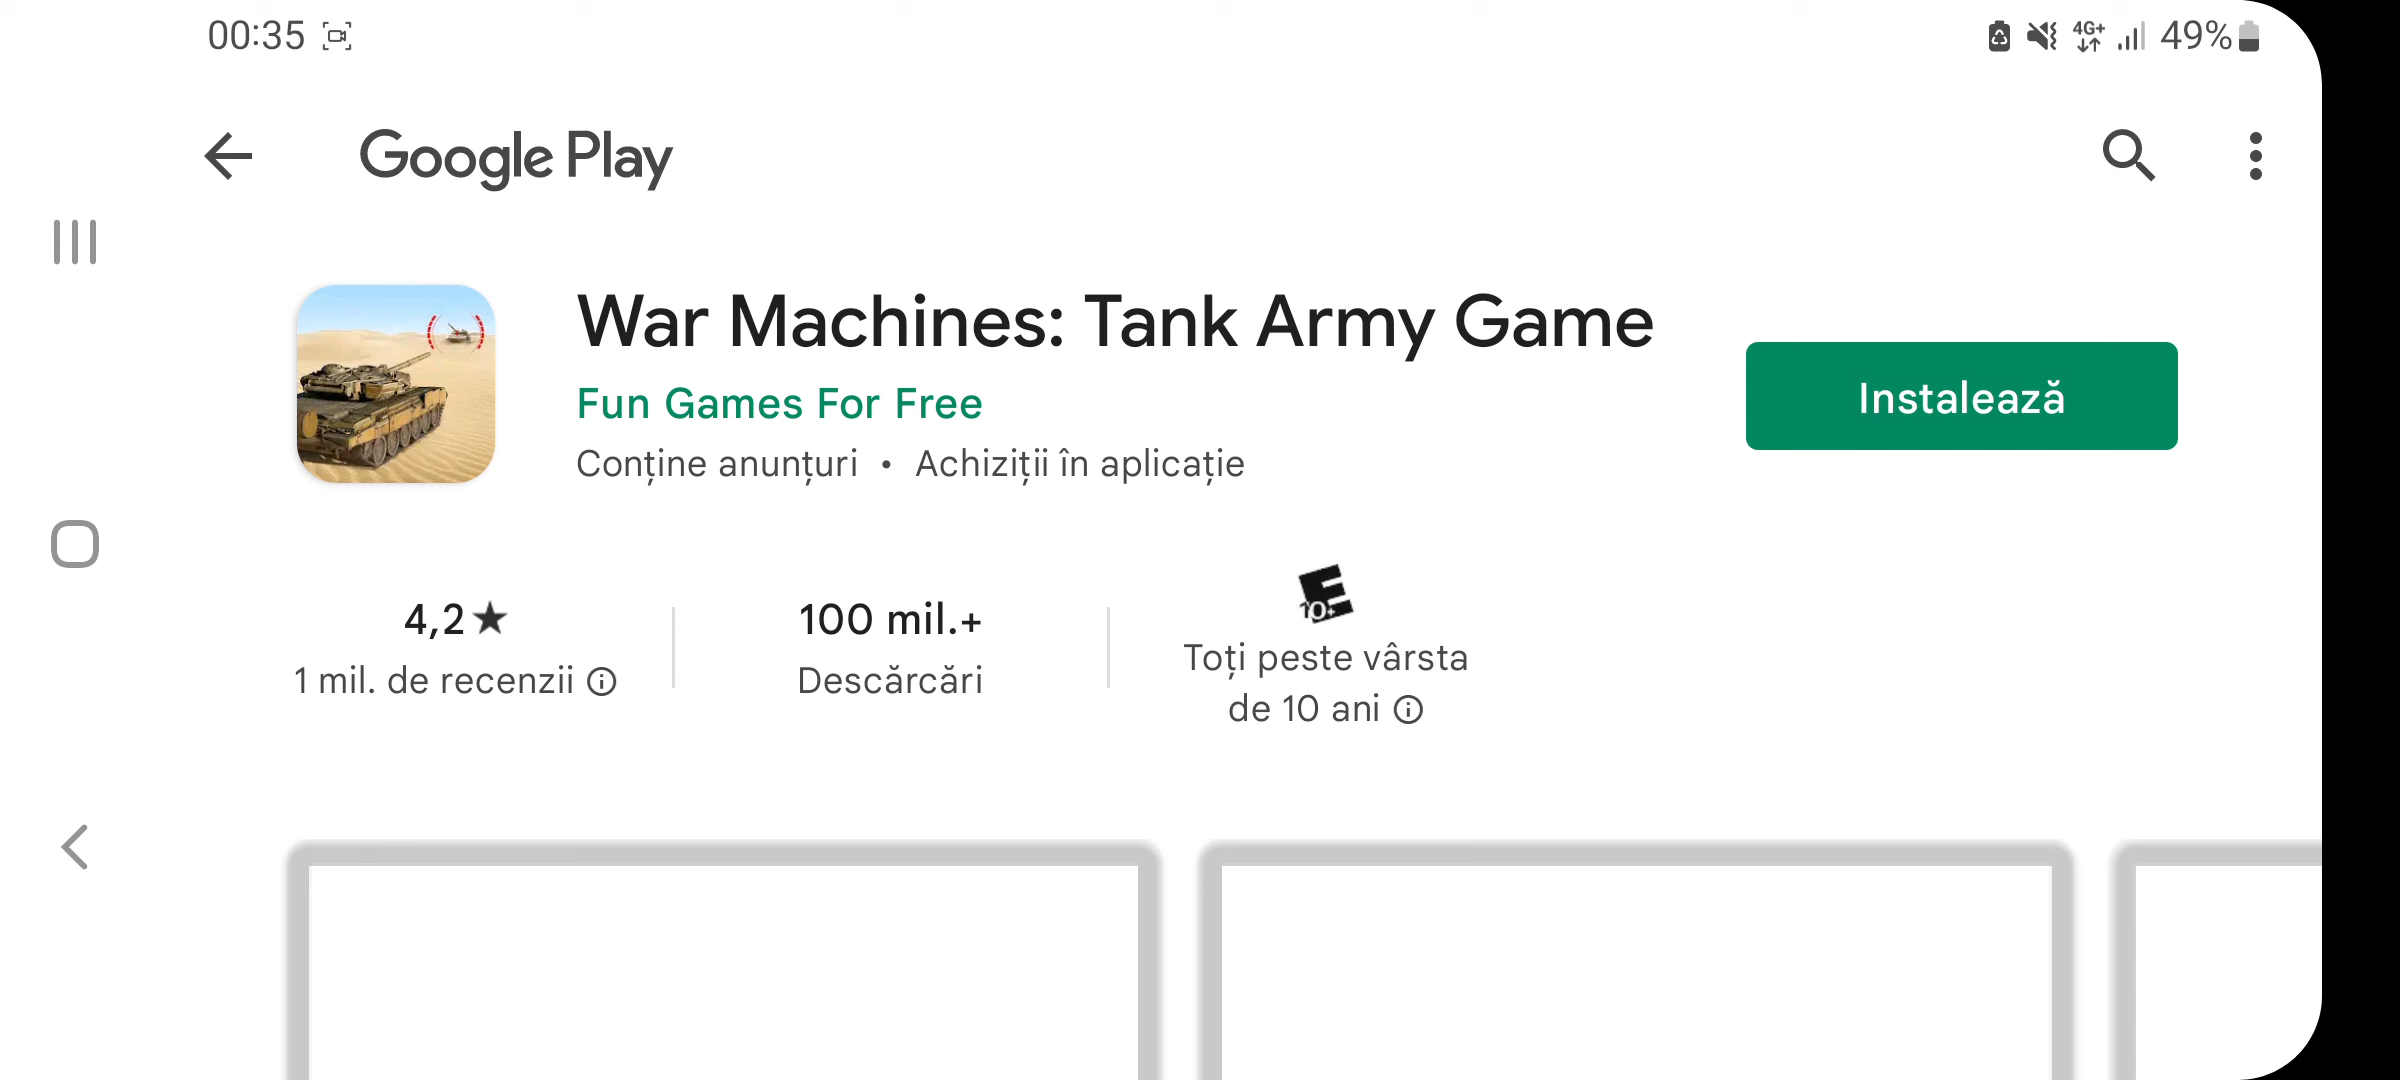 00:35
4G+
49%
Google Play
War Machines: Tank Army Game
Fun Games For Free
Conține anunțuri • Achiziții în aplicație
Instalează
4,2★
1 mil. de recenzii
100 mil.+
Descărcări
E
10+
Toți peste vârsta
de 10 ani